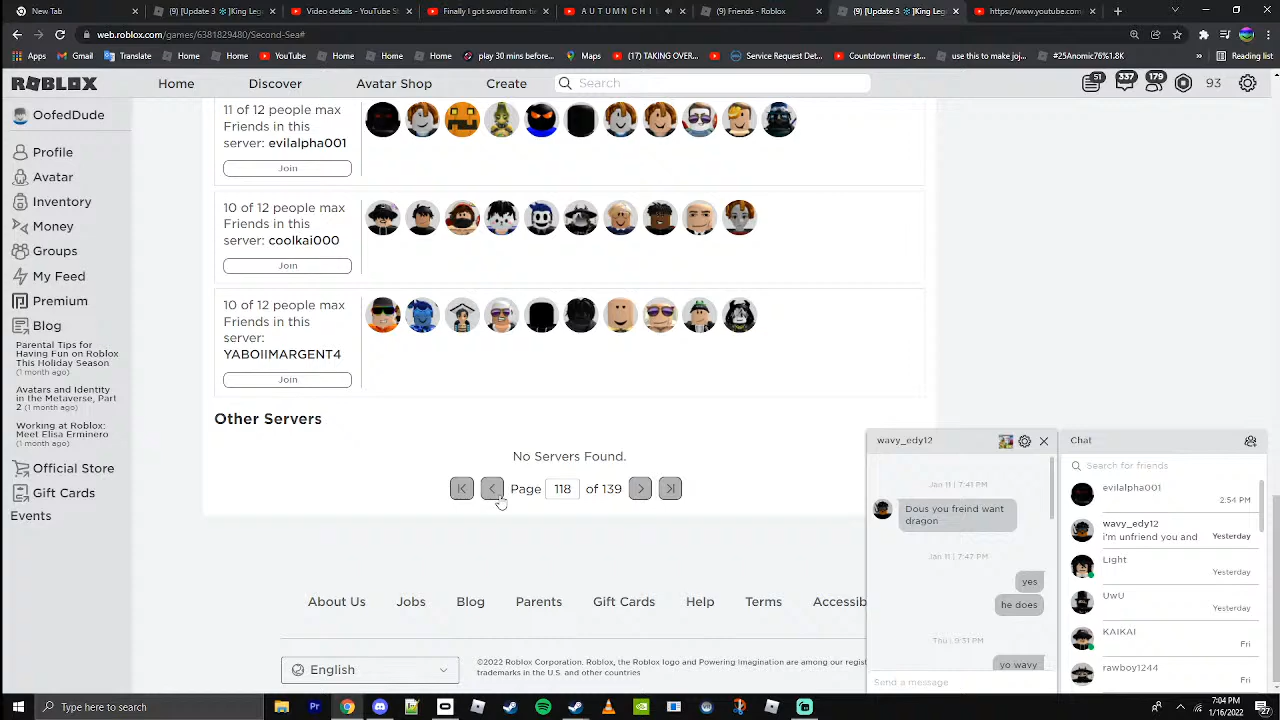 New Tab
(9) [Update 3 ❄]King Leg
Video details - YouTube St
Finally I got sword from ti
A U T U M N C H I L
(9) Friends - Roblox
(9) [Update 3 ❄]King Leg
https://www.youtube.com
web.roblox.com/games/6381829480/Second-Sea#
Apps
Gmail
Translate
Home
Home
YouTube
Home
Home
Home
play 30 mins before...
Maps
(17) TAKING OVER...
Service Request Det...
Countdown timer st...
use this to make joj...
#25Anomic76%1.8K
Reading list
ROBLOX
Home
Discover
Avatar Shop
Create
Search
51
537
179
93
OofedDude
Profile
Avatar
Inventory
Money
Groups
My Feed
Premium
Blog
Parental Tips for
Having Fun on Roblox
This Holiday Season
(1 month ago)
Avatars and Identity
in the Metaverse, Part
2 (1 month ago)
Working at Roblox:
Meet Elisa Erminero
(1 month ago)
Official Store
Gift Cards
Events
11 of 12 people max
Friends in this
server: evilalpha001
Join
10 of 12 people max
Friends in this
server: coolkai000
Join
10 of 12 people max
Friends in this
server:
YABOIIMARGENT4
Join
Other Servers
No Servers Found.
Page 118 of 139
About Us
Jobs
Blog
Parents
Gift Cards
Help
Terms
Accessib
English
©2022 Roblox Corporation. Roblox, the Roblox logo and Powering Imagination are among our regist
trademarks in the U.S. and other countries
wavy_edy12
Jan 11 | 7:41 PM
Dous you freind want
dragon
Jan 11 | 7:47 PM
yes
he does
Thu | 9:31 PM
yo wavy
Send a message
Chat
Search for friends
evilalpha001
2:54 PM
wavy_edy12
i'm unfriend you and
Yesterday
Light
Yesterday
UwU
Yesterday
KAIKAI
Fri
rawboy1244
Fri
Type here to search
Pr
7:04 PM
1/16/2022